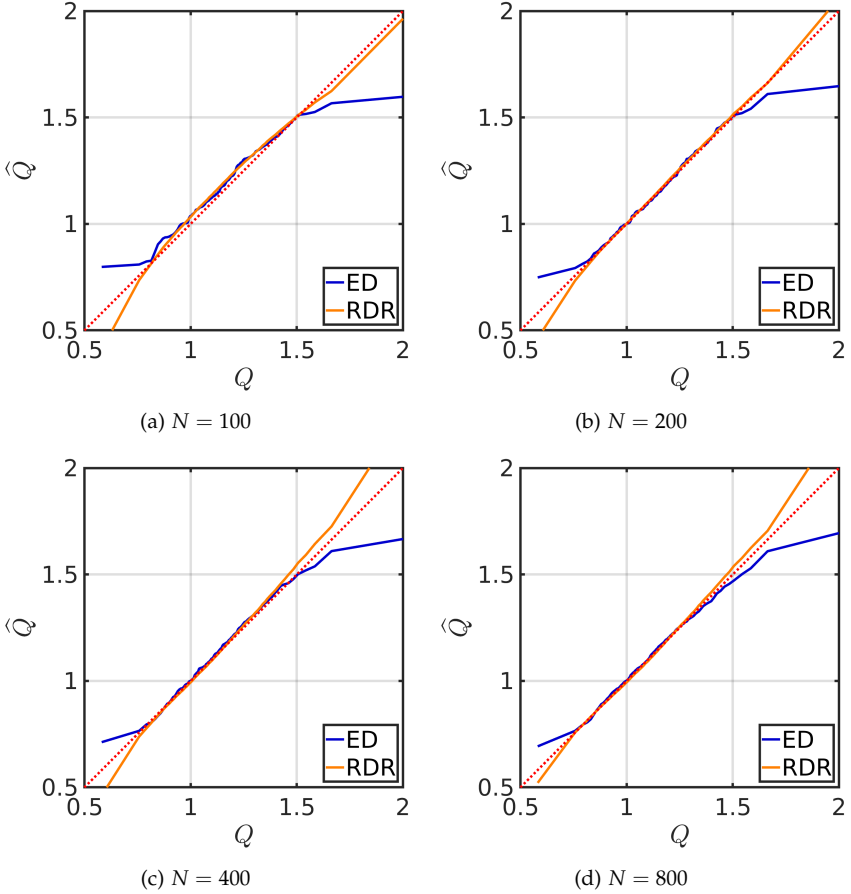 2
1.5
1
0.5
Q̂
ED
RDR
0.5 1 1.5 2
Q
(a) N = 100
2
1.5
1
0.5
Q̂
ED
RDR
0.5 1 1.5 2
Q
(b) N = 200
2
1.5
1
0.5
Q̂
ED
RDR
0.5 1 1.5 2
Q
(c) N = 400
2
1.5
1
0.5
Q̂
ED
RDR
0.5 1 1.5 2
Q
(d) N = 800